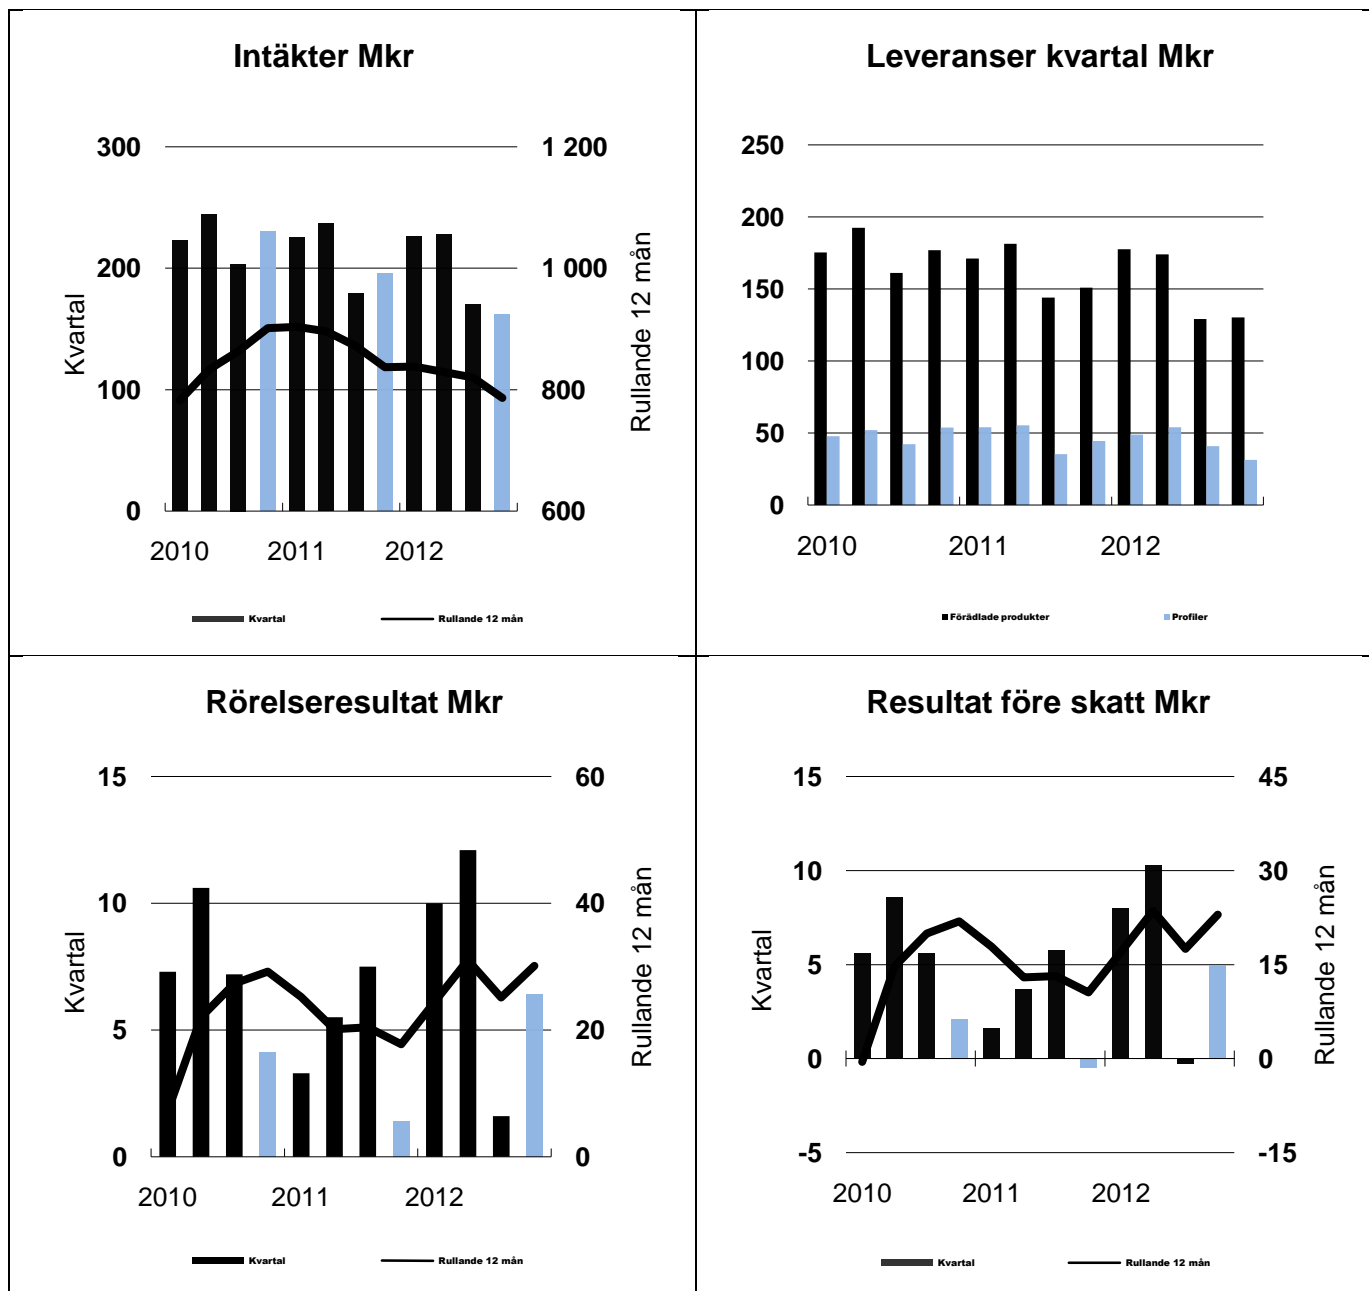 Intäkter Mkr
300 1 200
200 1 000
100 800
0 600
Kvartal
Rullande 12 mån
2010 2011 2012
Kvartal Rullande 12 mån
Leveranser kvartal Mkr
250
200
150
100
50
0
2010 2011 2012
Förädlade produkter Profiler
Rörelseresultat Mkr
15 60
10 40
5 20
0 0
Kvartal
Rullande 12 mån
2010 2011 2012
Kvartal Rullande 12 mån
Resultat före skatt Mkr
15 45
10 30
5 15
0 0
-5 -15
Kvartal
Rullande 12 mån
2010 2011 2012
Kvartal Rullande 12 mån